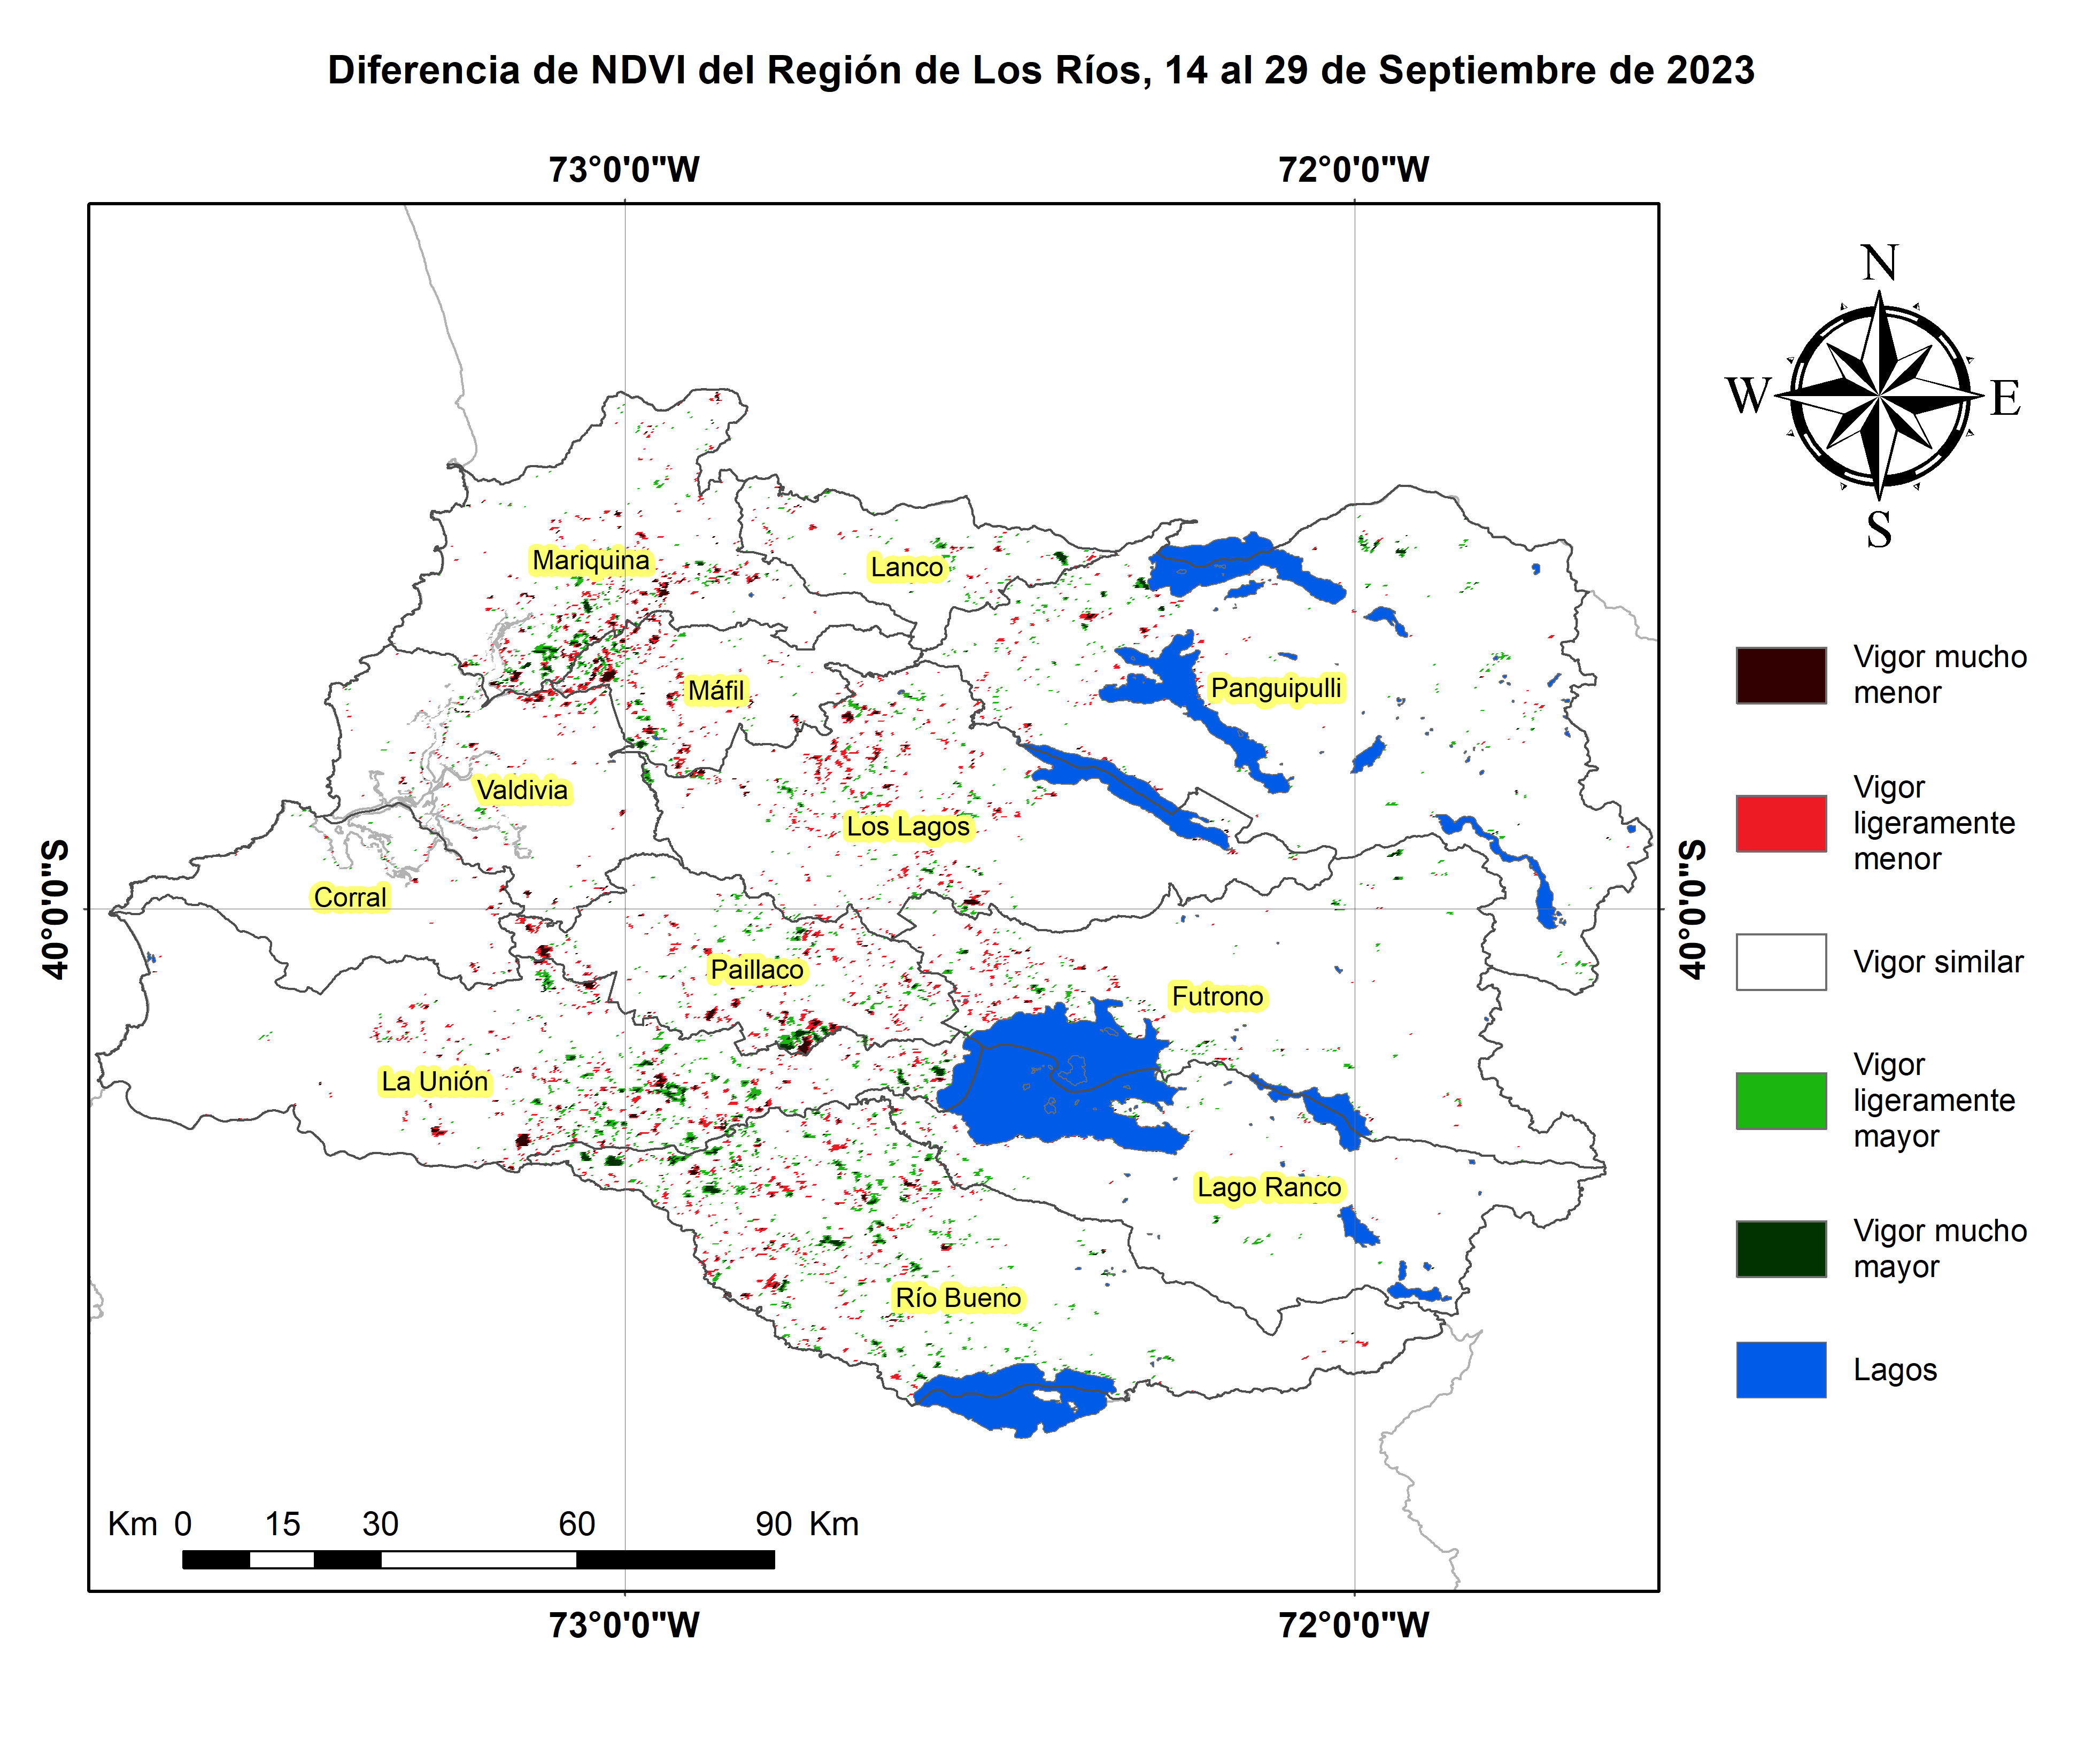 Diferencia de NDVI del Región de Los Ríos, 14 al 29 de Septiembre de 2023
73°0'0"W
72°0'0"W
N
W
E
S
Mariquina
Lanco
Máfil
Panguipulli
Valdivia
Los Lagos
Corral
40°0'0"S
40°0'0"S
Paillaco
Futrono
La Unión
Lago Ranco
Río Bueno
Vigor mucho
menor
Vigor
ligeramente
menor
Vigor similar
Vigor
ligeramente
mayor
Vigor mucho
mayor
Lagos
Km 0 15 30 60 90 Km
73°0'0"W
72°0'0"W